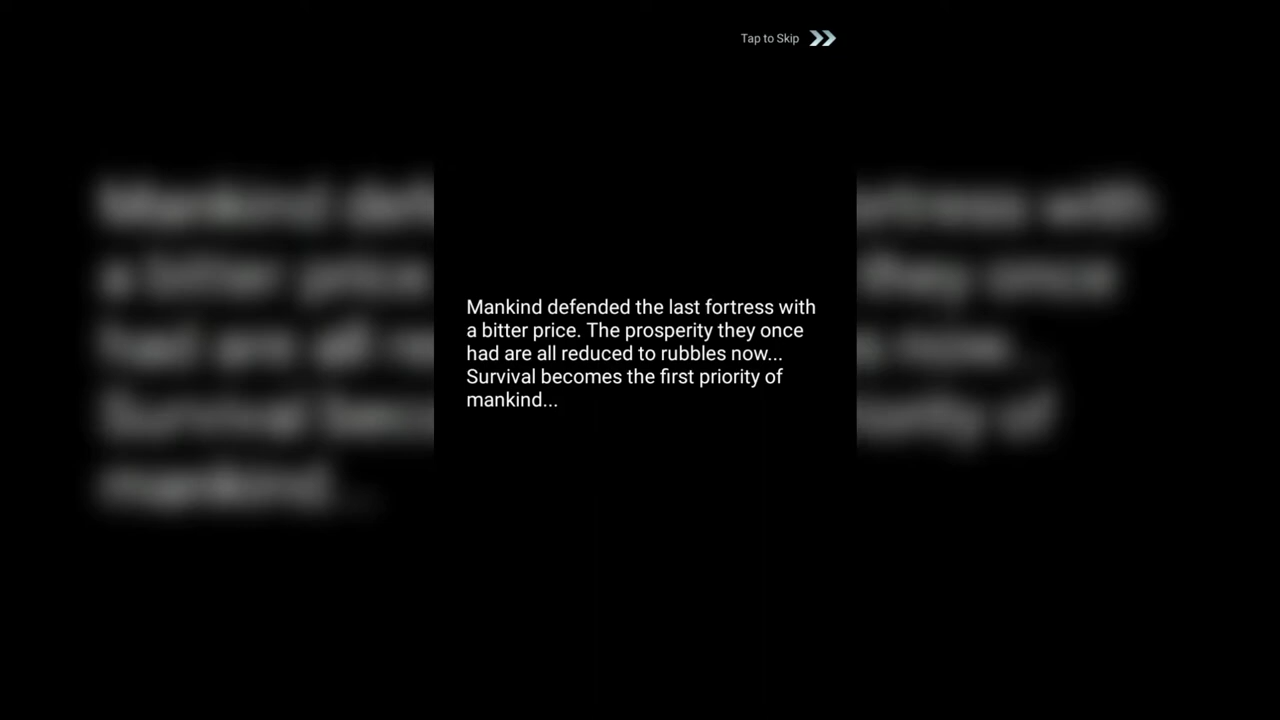 Tap to Skip
Mankind defended the last fortress with
a bitter price. The prosperity they once
had are all reduced to rubbles now...
Survival becomes the first priority of
mankind...